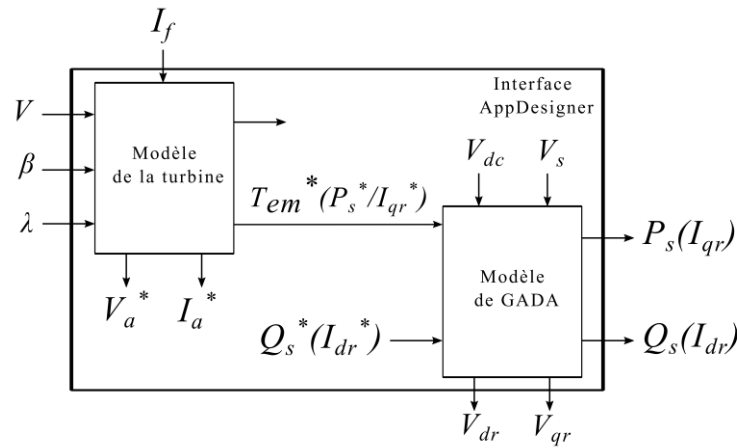 I_f
Interface
AppDesigner
V
Modèle
de la turbine
β
λ
V_dc
V_s
T_em^*(P_s^*/I_qr^*)
V_a^*
I_a^*
Modèle
de GADA
P_s(I_qr)
Q_s^*(I_dr^*)
Q_s(I_dr)
V_dr
V_qr